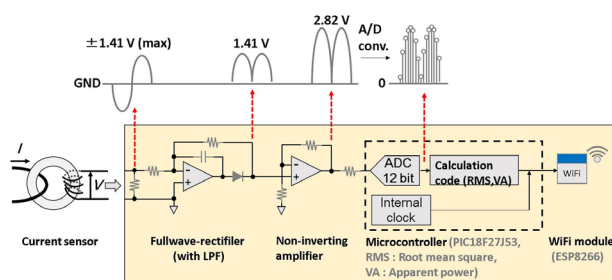 2.82 V
A/D
conv.
±1.41 V (max)
1.41 V
GND
0
I
V
ADC
12 bit
Calculation
code (RMS,VA)
Internal
clock
WiFi
Current sensor
Fullwave-rectifiler
(with LPF)
Non-inverting
amplifier
Microcontroller (PIC18F27J53,
RMS : Root mean square,
VA : Apparent power)
WiFi module
(ESP8266)